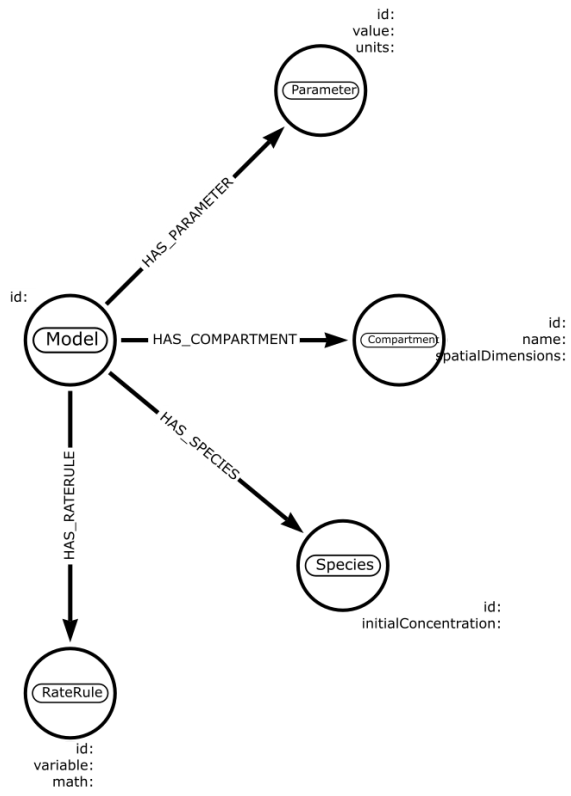 id:
value:
units:
Parameter
HAS_PARAMETER
id:
Model
HAS_COMPARTMENT
Compartment
id:
name:
spatialDimensions:
HAS_SPECIES
HAS_RATERULE
Species
id:
initialConcentration:
RateRule
id:
variable:
math: